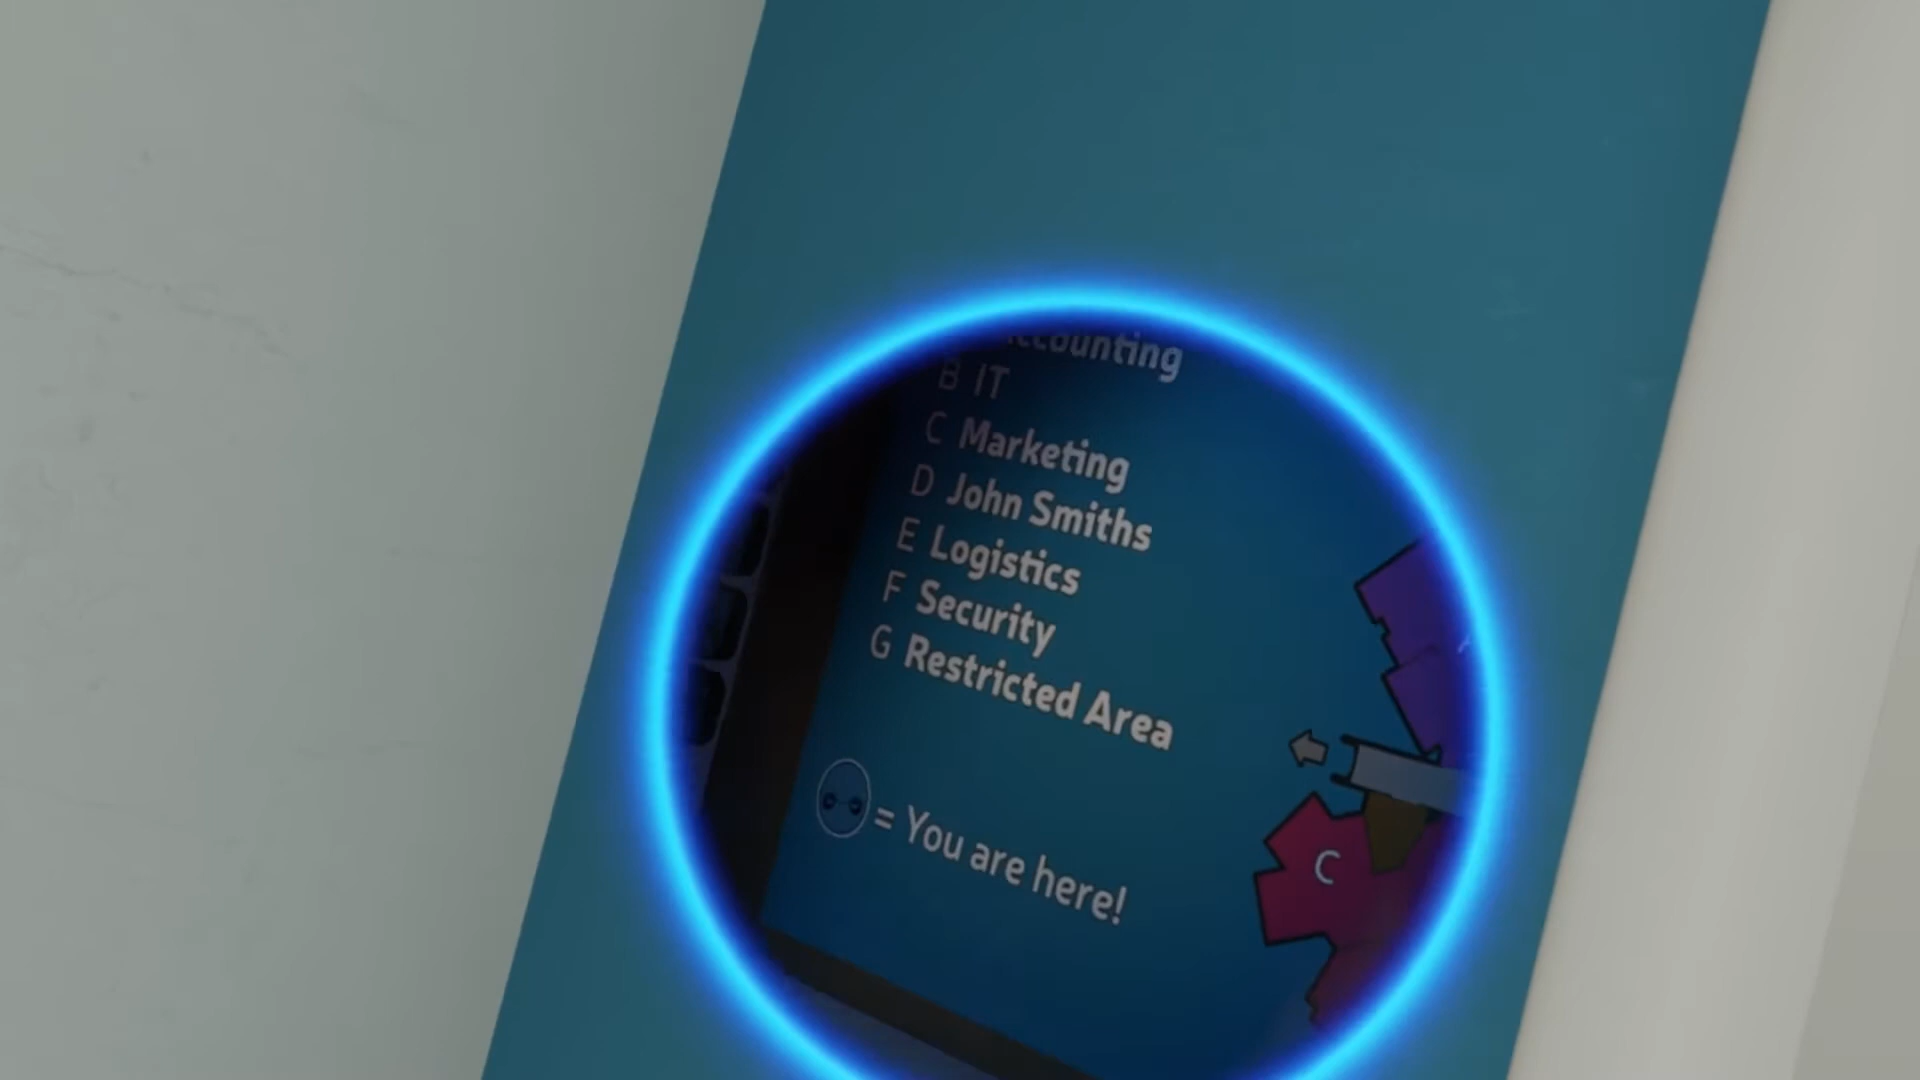 B IT
C Marketing
D John Smiths
E Logistics
F Security
G Restricted Area
= You are here!
C